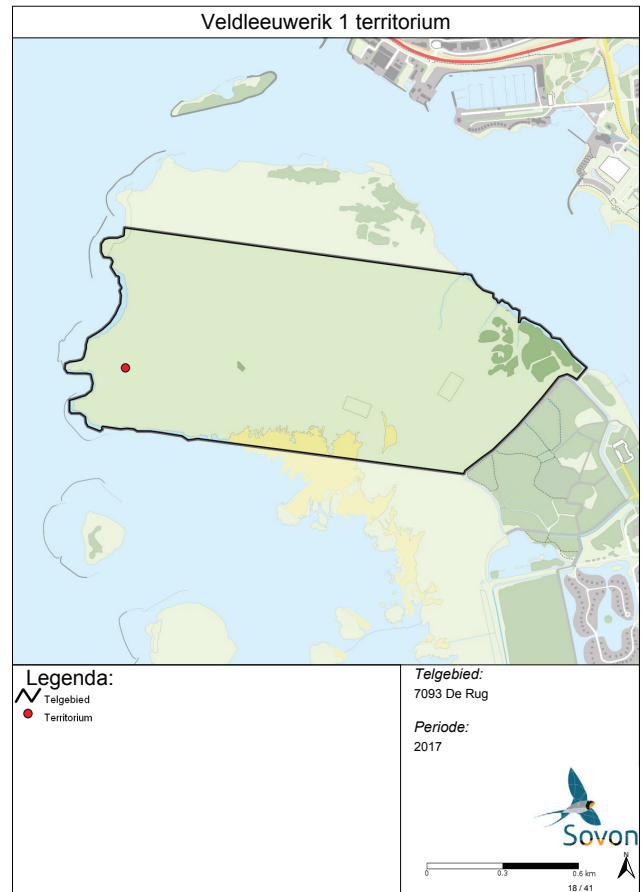 Veldleeuwerik 1 territorium
Legenda:
Telgebied
Territorium
Telgebied:
7093 De Rug
Periode:
2017
Sovon
N
0 0.3 0.6 km
18 / 41